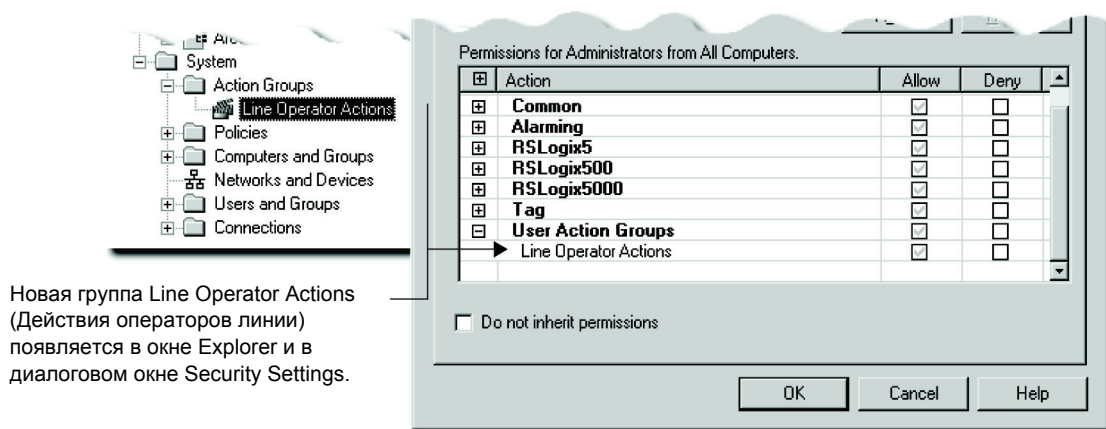 System
Action Groups
Line Operator Actions
Policies
Computers and Groups
Networks and Devices
Users and Groups
Connections
Новая группа Line Operator Actions
(Действия операторов линии)
появляется в окне Explorer и в
диалоговом окне Security Settings.
Permissions for Administrators from All Computers.
Action Allow Deny
Common
Alarming
RSLogix5
RSLogix500
RSLogix5000
Tag
User Action Groups
Line Operator Actions
Do not inherit permissions
OK Cancel Help